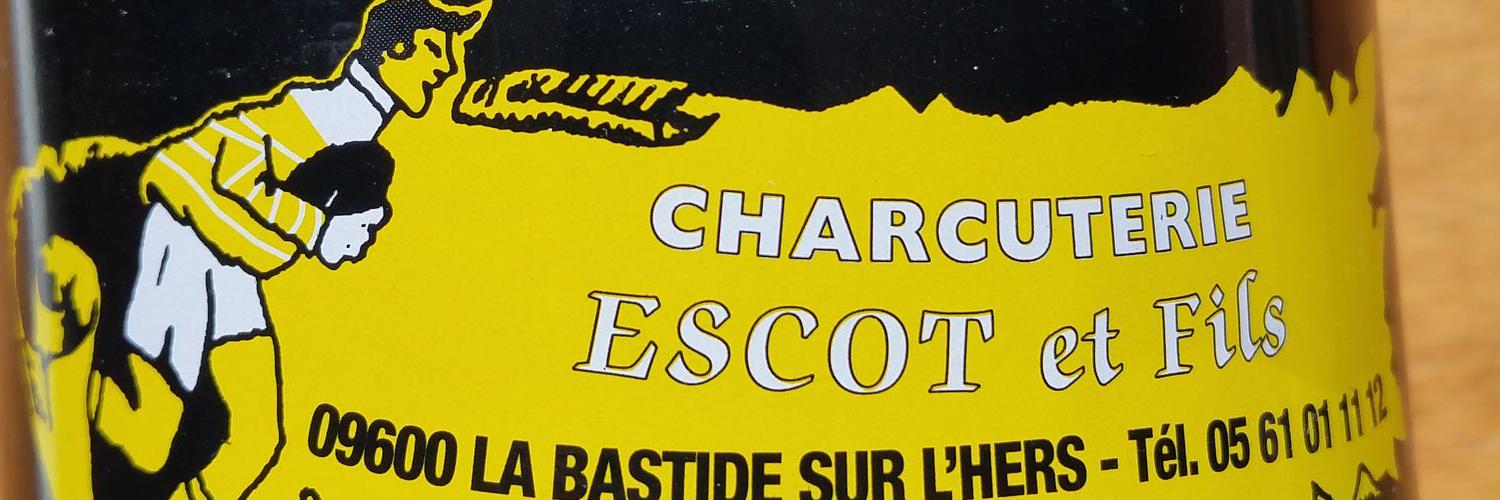 CHARCUTERIE
ESCOT et Fils
09600 LA BASTIDE SUR L'HERS - Tél. 05 61 01 11 12